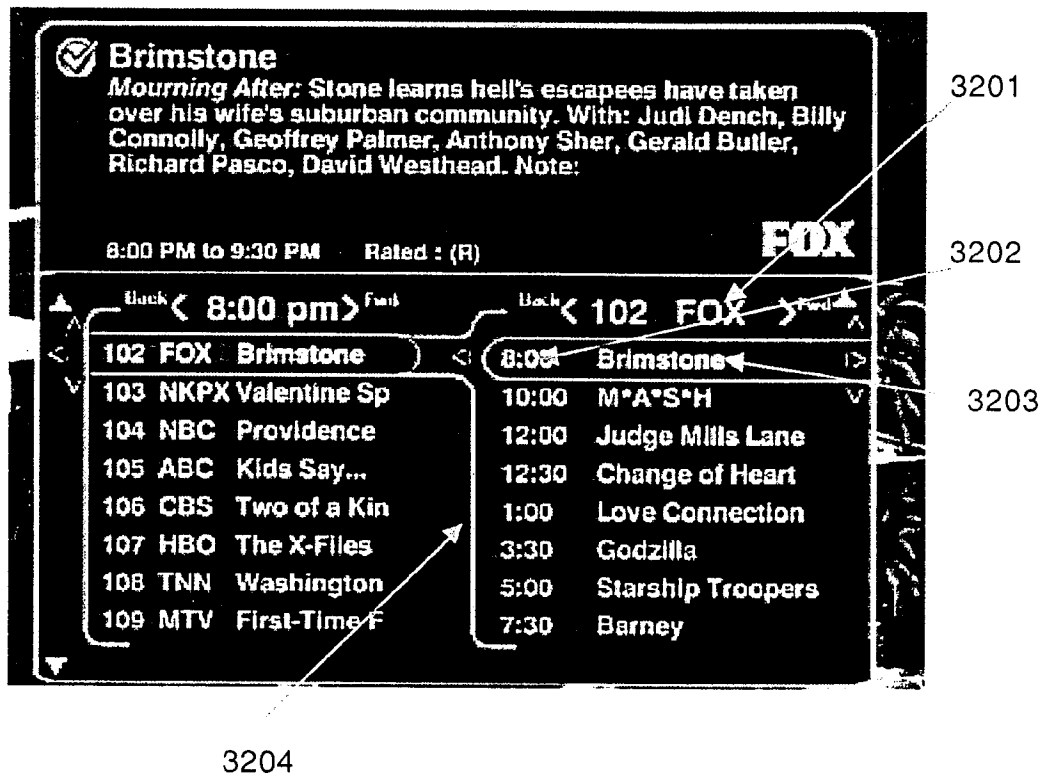 Brimstone
Mourning After: Stone learns hell's escapees have taken
over his wife's suburban community. With: Judi Dench, Billy
Connolly, Geoffrey Palmer, Anthony Sher, Gerald Butler,
Richard Pasco, David Westhead. Note:
8:00 PM to 9:30 PM Rated : (R)
FOX
Back < 8:00 pm > Fwd
102 FOX Brimstone
103 NKPX Valentine Sp
104 NBC Providence
105 ABC Kids Say...
106 CBS Two of a Kin
107 HBO The X-Files
108 TNN Washington
109 MTV First-Time F
Back < 102 FOX > Fwd
8:00 Brimstone
10:00 M*A*S*H
12:00 Judge Mills Lane
12:30 Change of Heart
1:00 Love Connection
3:30 Godzilla
5:00 Starship Troopers
7:30 Barney
3201
3202
3203
3204